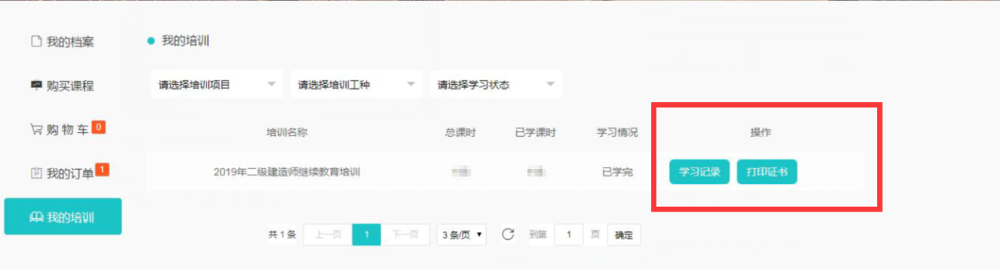 我的档案
购买课程
购物车 0
我的订单 1
我的培训
我的培训
请选择培训项目 请选择培训工种 请选择学习状态
培训名称 总课时 已学课时 学习情况 操作
2019年二级建造师继续教育培训 已学完 学习记录 打印证书
共 1 条 上一页 1 下一页 3 条/页 到第 1 页 确定